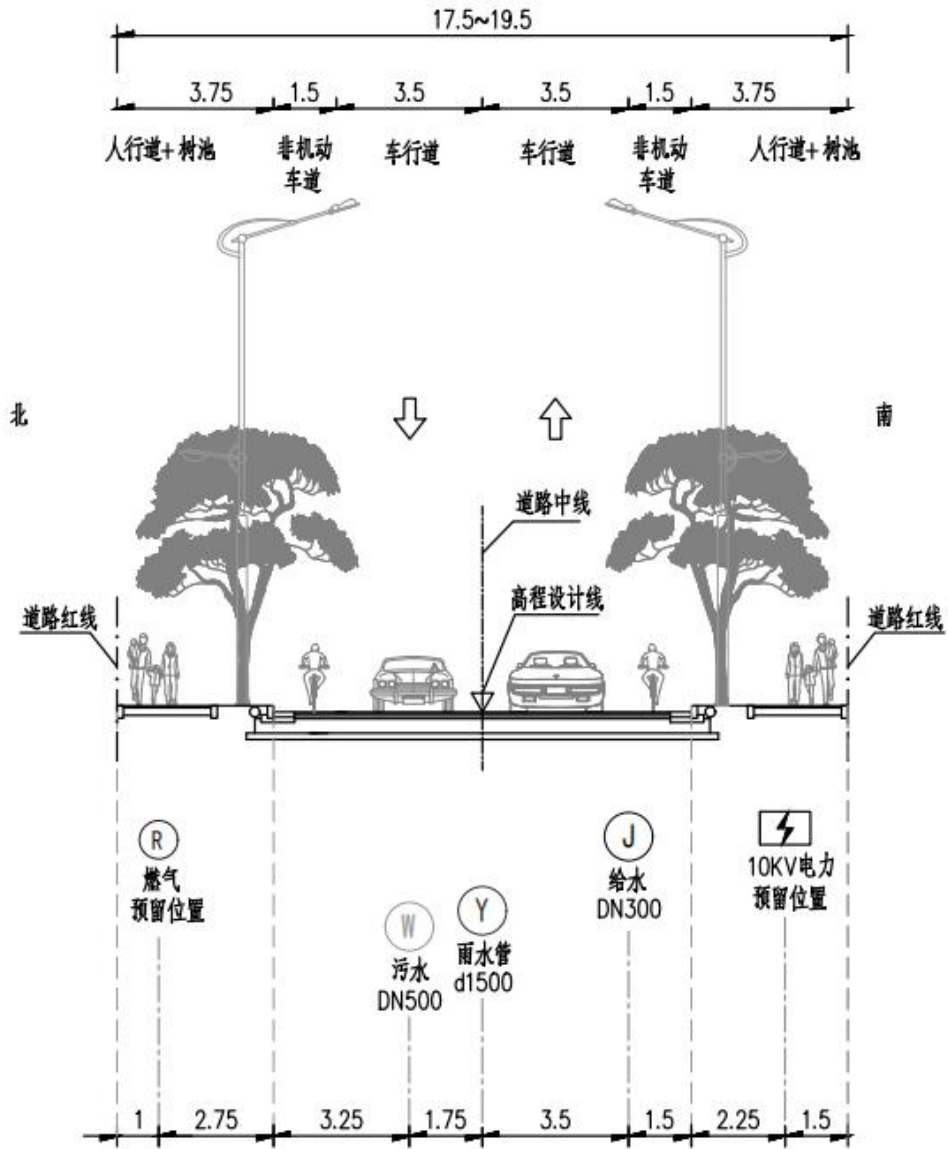 17.5~19.5
3.75 1.5 3.5 3.5 1.5 3.75
人行道+树池 非机动车道 车行道 车行道 非机动车道 人行道+树池
北 南
道路中线
高程设计线
道路红线 道路红线
R
燃气
预留位置
W
污水
DN500
Y
雨水管
d1500
J
给水
DN300
10KV电力
预留位置
1 2.75 3.25 1.75 3.5 1.5 2.25 1.5